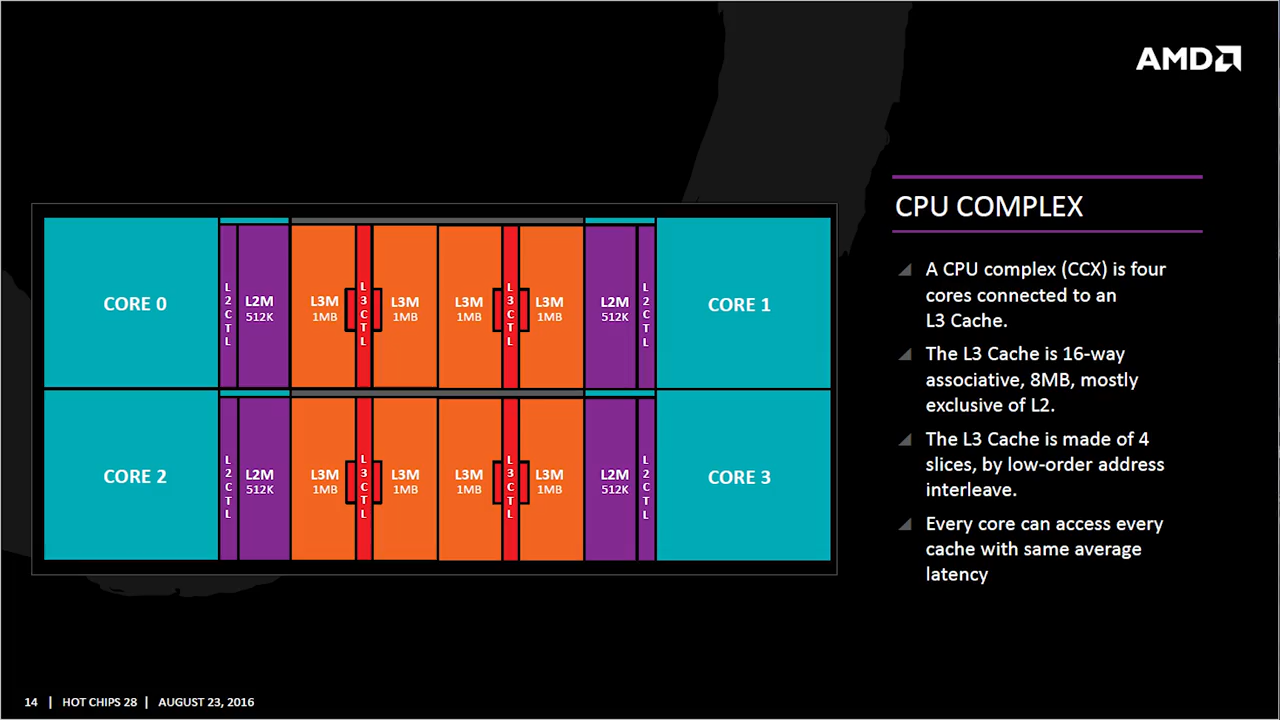 AMD
CPU COMPLEX
A CPU complex (CCX) is four
cores connected to an
L3 Cache.
The L3 Cache is 16-way
associative, 8MB, mostly
exclusive of L2.
The L3 Cache is made of 4
slices, by low-order address
interleave.
Every core can access every
cache with same average
latency
CORE 0
L2CTL
L2M
512K
L3M
1MB
L3CTL
L3M
1MB
L3M
1MB
L3CTL
L3M
1MB
L2M
512K
L2CTL
CORE 1
CORE 2
L2CTL
L2M
512K
L3M
1MB
L3CTL
L3M
1MB
L3M
1MB
L3CTL
L3M
1MB
L2M
512K
L2CTL
CORE 3
14 | HOT CHIPS 28 | AUGUST 23, 2016